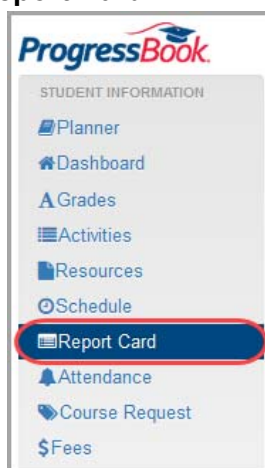 ProgressBook
STUDENT INFORMATION
Planner
Dashboard
Grades
Activities
Resources
Schedule
Report Card
Attendance
Course Request
Fees